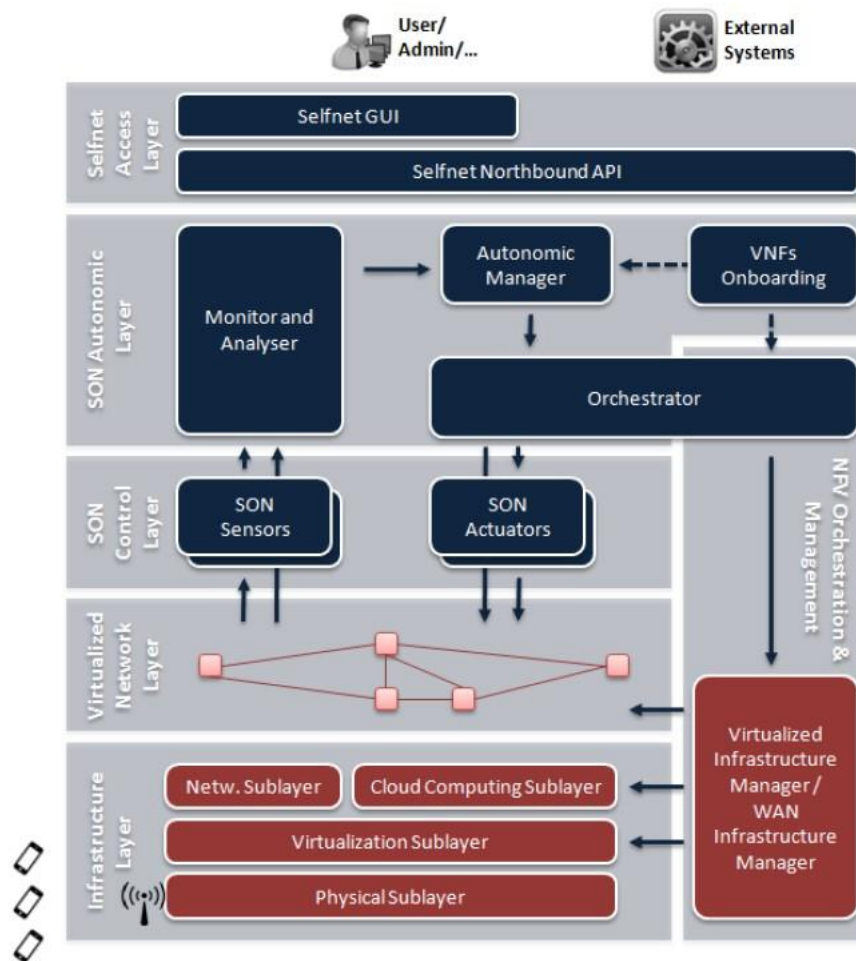 User/
Admin/...
External
Systems
Selfnet
Access
Layer
Selfnet GUI
Selfnet Northbound API
SON Autonomic
Layer
Monitor and
Analyser
Autonomic
Manager
VNFs
Onboarding
Orchestrator
SON
Control
Layer
SON
Sensors
SON
Actuators
NFV Orchestration &
Management
Virtualized
Network
Layer
Virtualized
Infrastructure
Manager /
WAN
Infrastructure
Manager
Infrastructure
Layer
Netw. Sublayer
Cloud Computing Sublayer
Virtualization Sublayer
Physical Sublayer